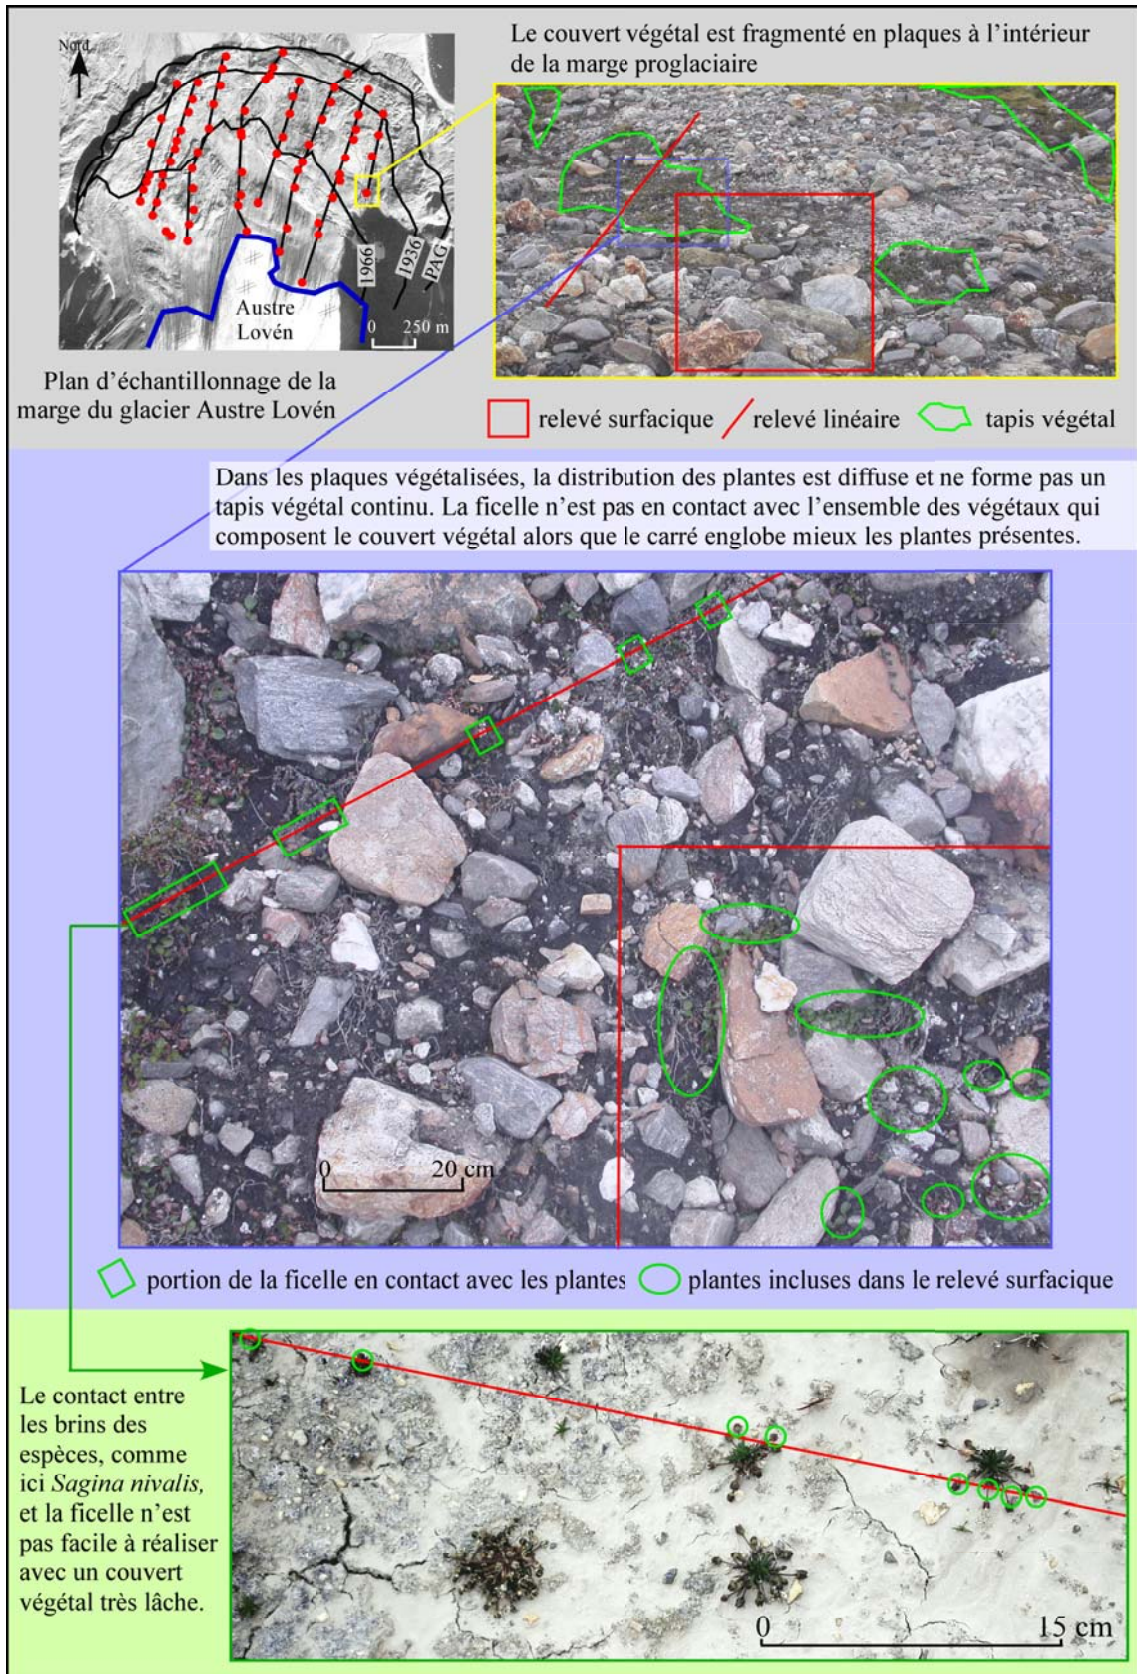 Nord
1966
1936
PAG
Austre
Lovén
0 250 m
Plan d'échantillonnage de la
marge du glacier Austre Lovén
Le couvert végétal est fragmenté en plaques à l'intérieur
de la marge proglaciaire
relevé surfacique
relevé linéaire
tapis végétal
Dans les plaques végétalisées, la distribution des plantes est diffuse et ne forme pas un
tapis végétal continu. La ficelle n'est pas en contact avec l'ensemble des végétaux qui
composent le couvert végétal alors que le carré englobe mieux les plantes présentes.
0 20 cm
portion de la ficelle en contact avec les plantes
plantes incluses dans le relevé surfacique
Le contact entre
les brins des
espèces, comme
ici Sagina nivalis,
et la ficelle n'est
pas facile à réaliser
avec un couvert
végétal très lâche.
0 15 cm